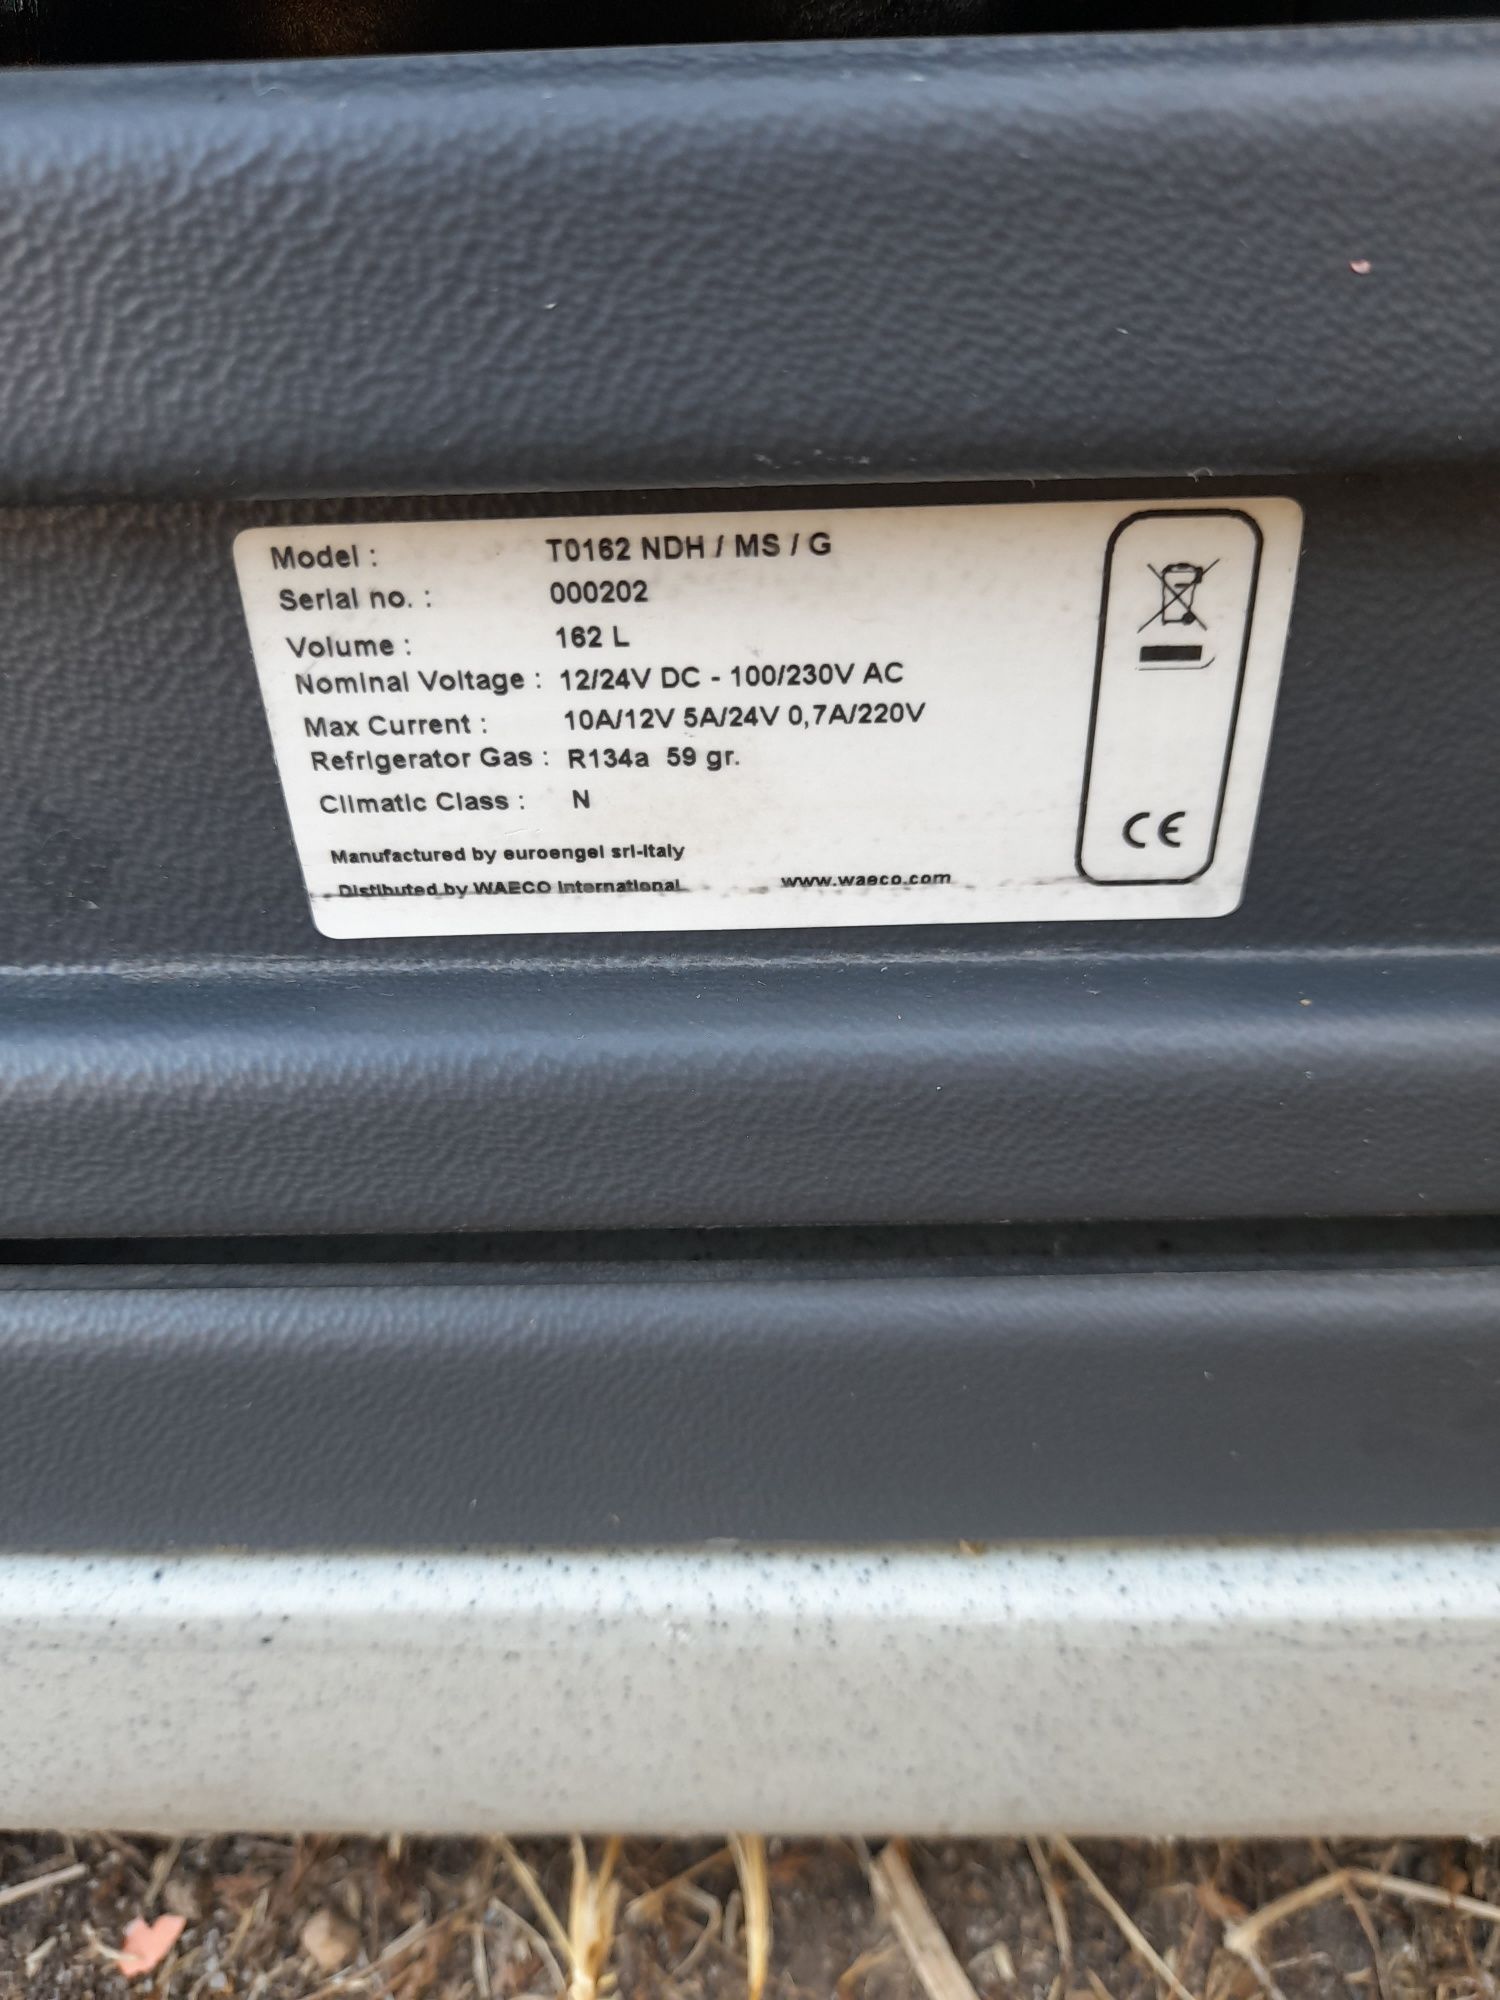 Model : T0162 NDH / MS / G
Serial no. : 000202
Volume : 162 L
Nominal Voltage : 12/24V DC - 100/230V AC
Max Current : 10A/12V 5A/24V 0,7A/220V
Refrigerator Gas : R134a 59 gr.
Climatic Class : N
Manufactured by euroengel srl-Italy
Distibuted by WAECO International www.waeco.com
CE